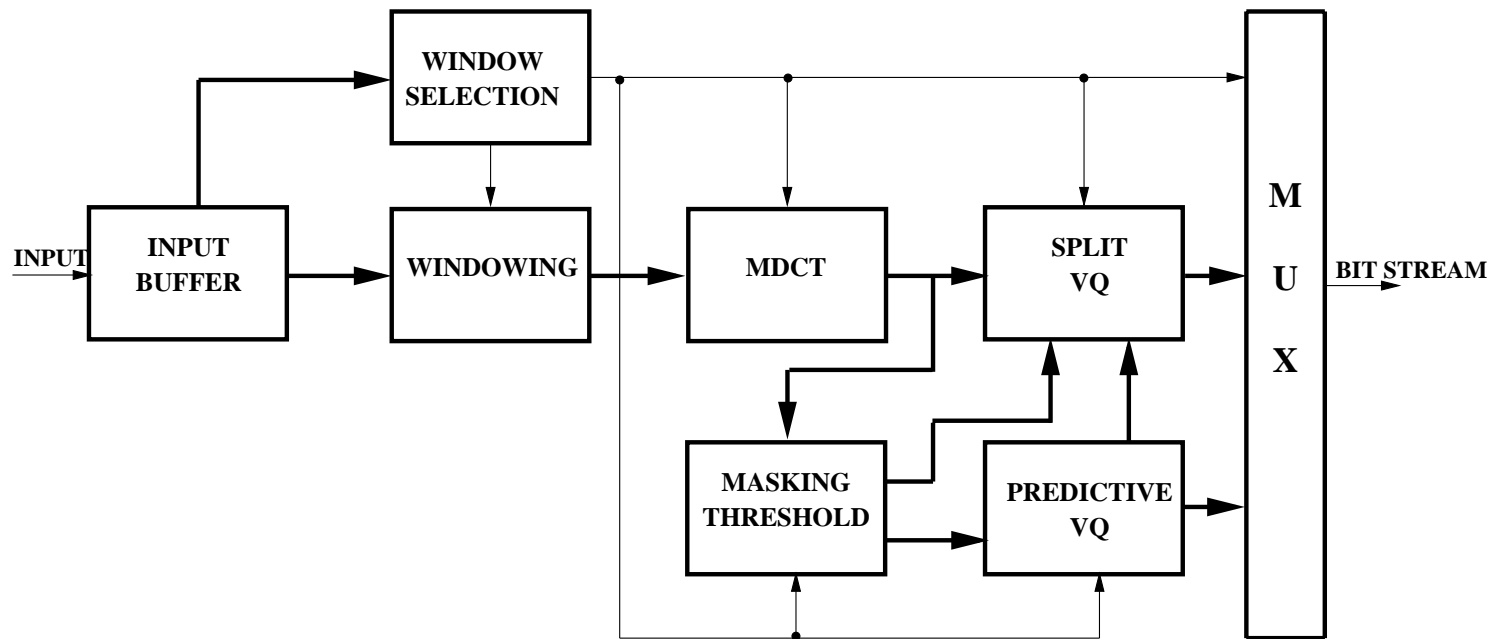 WINDOW
SELECTION
INPUT
INPUT
BUFFER
WINDOWING
MDCT
SPLIT
VQ
M
U
X
BIT STREAM
MASKING
THRESHOLD
PREDICTIVE
VQ